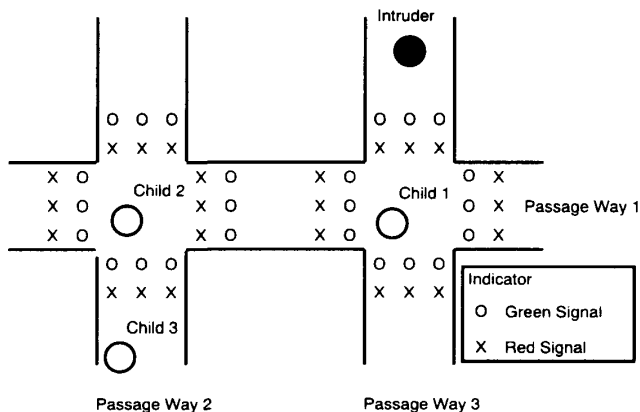 Intruder
O O O O O O
X X X X X X
X O X O X O O X
Child 2 Child 1
X O X O X O O X
Passage Way 1
X O X O X O O X
O O O O O O
X X X X X X
Indicator
O Green Signal
X Red Signal
Child 3
Passage Way 2 Passage Way 3